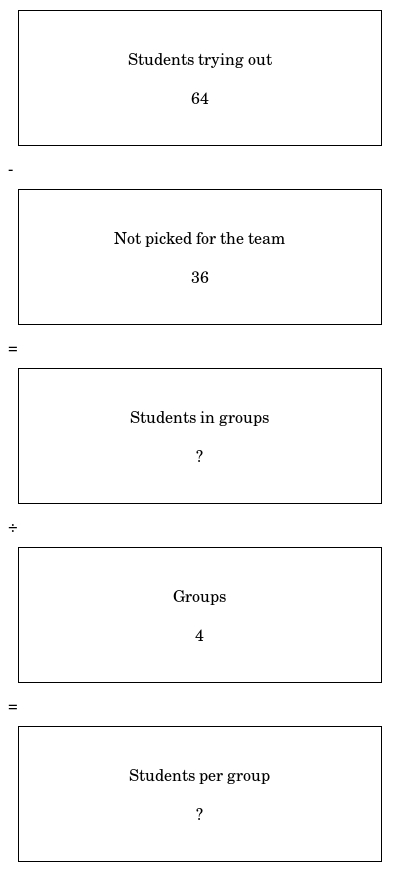 Students trying out
64
-
Not picked for the team
36
=
Students in groups
?
÷
Groups
4
=
Students per group
?